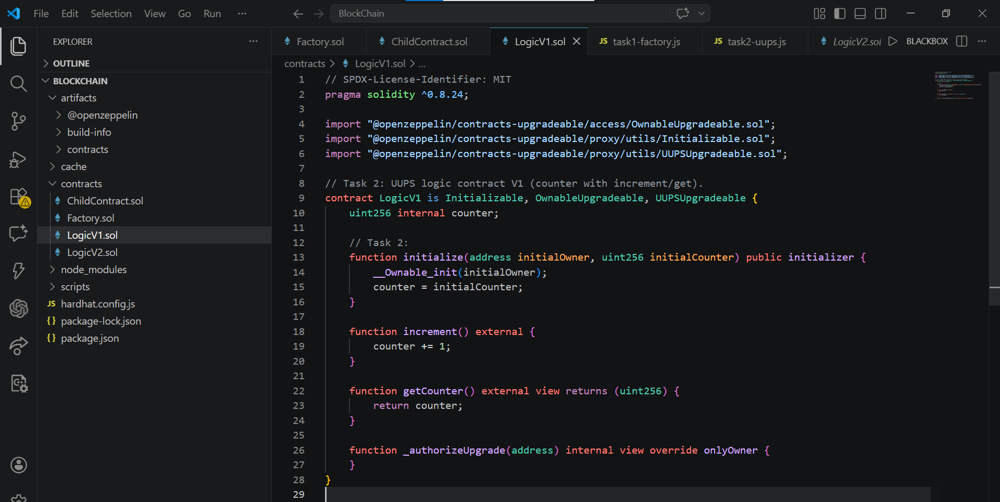 File Edit Selection View Go Run ···
BlockChain
EXPLORER ···
OUTLINE
BLOCKCHAIN
artifacts
@openzeppelin
build-info
contracts
cache
contracts
ChildContract.sol
Factory.sol
LogicV1.sol
LogicV2.sol
node_modules
scripts
JS hardhat.config.js
{} package-lock.json
{} package.json
Factory.sol
ChildContract.sol
LogicV1.sol
JS task1-factory.js
JS task2-uups.js
LogicV2.sol
BLACKBOX ···
contracts > LogicV1.sol > ...
1 // SPDX-License-Identifier: MIT
2 pragma solidity ^0.8.24;
3
4 import "@openzeppelin/contracts-upgradeable/access/OwnableUpgradeable.sol";
5 import "@openzeppelin/contracts-upgradeable/proxy/utils/Initializable.sol";
6 import "@openzeppelin/contracts-upgradeable/proxy/utils/UUPSUpgradeable.sol";
7
8 // Task 2: UUPS logic contract V1 (counter with increment/get).
9 contract LogicV1 is Initializable, OwnableUpgradeable, UUPSUpgradeable {
10 uint256 internal counter;
11
12 // Task 2:
13 function initialize(address initialOwner, uint256 initialCounter) public initializer {
14 __Ownable_init(initialOwner);
15 counter = initialCounter;
16 }
17
18 function increment() external {
19 counter += 1;
20 }
21
22 function getCounter() external view returns (uint256) {
23 return counter;
24 }
25
26 function _authorizeUpgrade(address) internal view override onlyOwner {
27 }
28 }
29